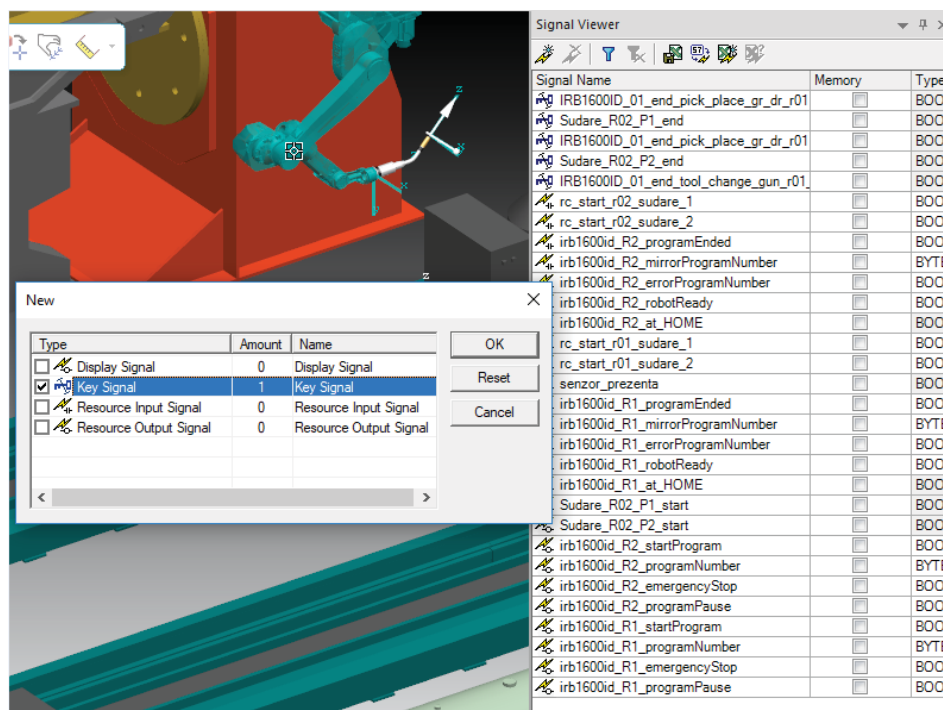 Signal Viewer
Signal Name Memory Type
IRB1600ID_01_end_pick_place_gr_dr_r01 BOO
Sudare_R02_P1_end BOO
IRB1600ID_01_end_pick_place_gr_dr_r01 BOO
Sudare_R02_P2_end BOO
IRB1600ID_01_end_tool_change_gun_r01_ BOO
rc_start_r02_sudare_1 BOO
rc_start_r02_sudare_2 BOO
irb1600id_R2_programEnded BOO
irb1600id_R2_mirrorProgramNumber BYTE
irb1600id_R2_errorProgramNumber BOO
irb1600id_R2_robotReady BOO
irb1600id_R2_at_HOME BOO
rc_start_r01_sudare_1 BOO
rc_start_r01_sudare_2 BOO
senzor_prezenta BOO
irb1600id_R1_programEnded BOO
irb1600id_R1_mirrorProgramNumber BYTE
irb1600id_R1_errorProgramNumber BOO
irb1600id_R1_robotReady BOO
irb1600id_R1_at_HOME BOO
Sudare_R02_P1_start BOO
Sudare_R02_P2_start BOO
irb1600id_R2_startProgram BOO
irb1600id_R2_programNumber BYTE
irb1600id_R2_emergencyStop BOO
irb1600id_R2_programPause BOO
irb1600id_R1_startProgram BOO
irb1600id_R1_programNumber BYTE
irb1600id_R1_emergencyStop BOO
irb1600id_R1_programPause BOO
z
x
x
z
New
Type Amount Name
Display Signal 0 Display Signal
Key Signal 1 Key Signal
Resource Input Signal 0 Resource Input Signal
Resource Output Signal 0 Resource Output Signal
OK
Reset
Cancel